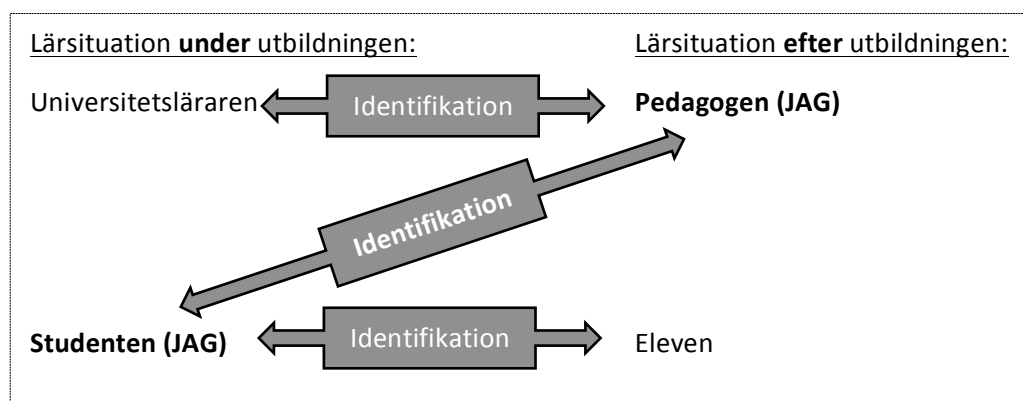 Lärsituation under utbildningen:
Lärsituation efter utbildningen:
Universitetsläraren
Identifikation
Pedagogen (JAG)
Identifikation
Studenten (JAG)
Identifikation
Eleven